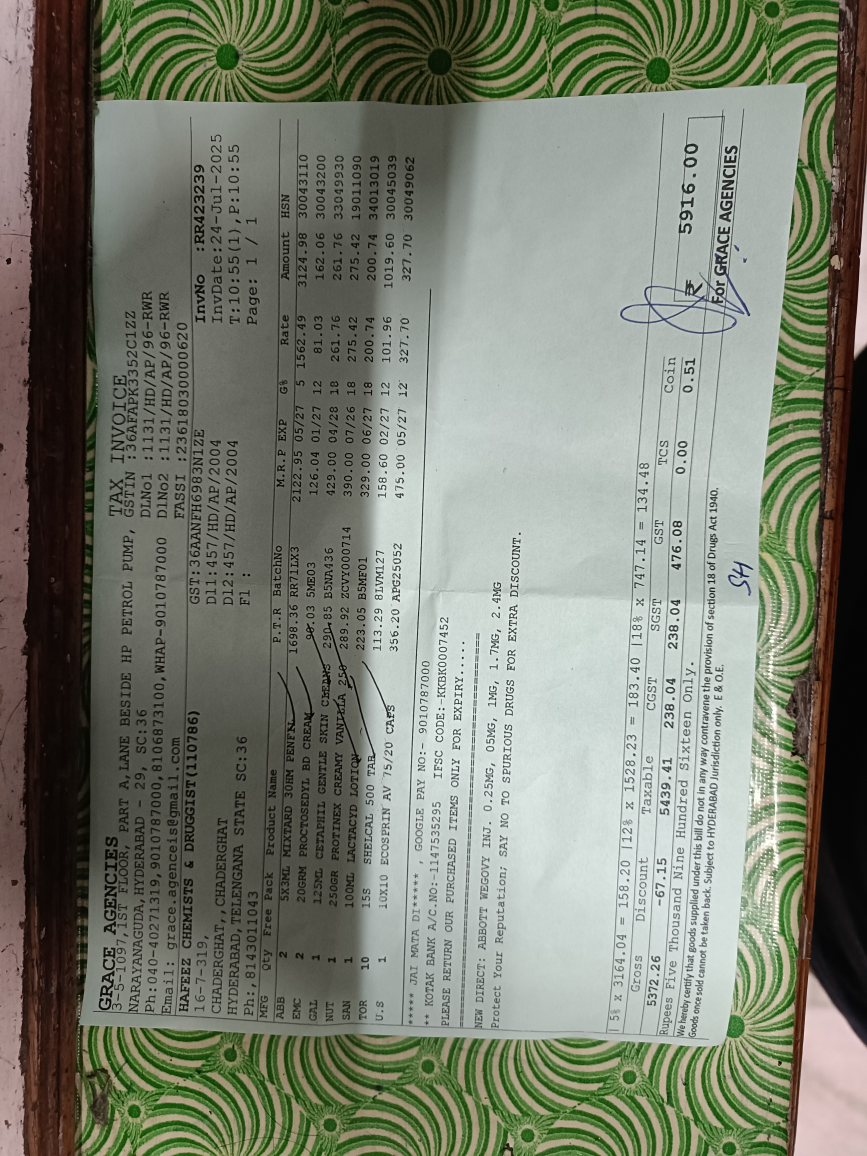 GRACE AGENCIES
TAX INVOICE
3-5-1097,1ST FLOOR, PART A,LANE BESIDE HP PETROL PUMP,
GSTIN :36AFAPK3352C1ZZ
NARAYANAGUDA,HYDERABAD - 29, SC:36
DLNo1 :1131/HD/AP/96-RWR
Ph:040-40271319,9010787000,8106873100,WHAP-9010787000
DlNo2 :1131/HD/AP/96-RWR
Email: grace.agenceis@gmail.com
FASSI :23618030000620
HAFEEZ CHEMISTS & DRUGGIST(110786)
GST:36AANFH6983N1ZE
InvNo :RR423239
16-7-319,
Dl1:457/HD/AP/2004
InvDate:24-Jul-2025
CHADERGHAT,,CHADERGHAT
Dl2:457/HD/AP/2004
T:10:55(1),P:10:55
HYDERABAD,TELENGANA STATE SC:36
Fl :
Page: 1 / 1
Ph:,8143011043
MFG Qty Free Pack Product Name P.T.R BatchNo M.R.P EXP G% Rate Amount HSN
ABB 2 5X3ML MIXTARD 30HM PENFIL 1698.36 RR71LX3 2122.95 05/27 5 1562.49 3124.98 30043110
EMC 2 20GRM PROCTOSEDYL BD CREAM 90.03 5ME03 126.04 01/27 12 81.03 162.06 30043200
GAL 1 125ML CETAPHIL GENTLE SKIN 290.85 B5NA436 429.00 04/28 18 261.76 261.76 33049930
NUT 1 250GR PROTINEX CREAMY VANILLA 250 289.92 ZCVY000714 390.00 07/26 18 275.42 275.42 19011090
SAN 1 100ML LACTACYD LOTION 223.05 B5MF01 329.00 06/27 18 200.74 200.74 34013019
TOR 10 15S SHELCAL 500 TAB 113.29 8LVM127 158.60 02/27 12 101.96 1019.60 30045039
U.S 1 10X10 ECOSPRIN AV 75/20 CAPS 356.20 APG25052 475.00 05/27 12 327.70 327.70 30049062
***** JAI MATA DI***** ,GOOGLE PAY NO:- 9010787000
** KOTAK BANK A/C.NO:-1147535295 IFSC CODE:-KKBK0007452
PLEASE RETURN OUR PURCHASED ITEMS ONLY FOR EXPIRY......
NEW DIRECT: ABBOTT WEGOVY INJ. 0.25MG, 05MG, 1MG, 1.7MG, 2.4MG
Protect Your Reputation; SAY NO TO SPURIOUS DRUGS FOR EXTRA DISCOUNT.
|5% x 3164.04 = 158.20 |12% x 1528.23 = 183.40 |18% x 747.14 = 134.48
Gross Discount Taxable CGST SGST GST TCS Coin
5372.26 -67.15 5439.41 238.04 238.04 476.08 0.00 0.51
₹ 5916.00
Rupees Five Thousand Nine Hundred Sixteen Only.
We hereby certify that goods supplied under this bill do not in any way contravene the provision of section 18 of Drugs Act 1940.
Goods once sold cannot be taken back. Subject to HYDERABAD Jurisdiction only. E & O.E.
For GRACE AGENCIES